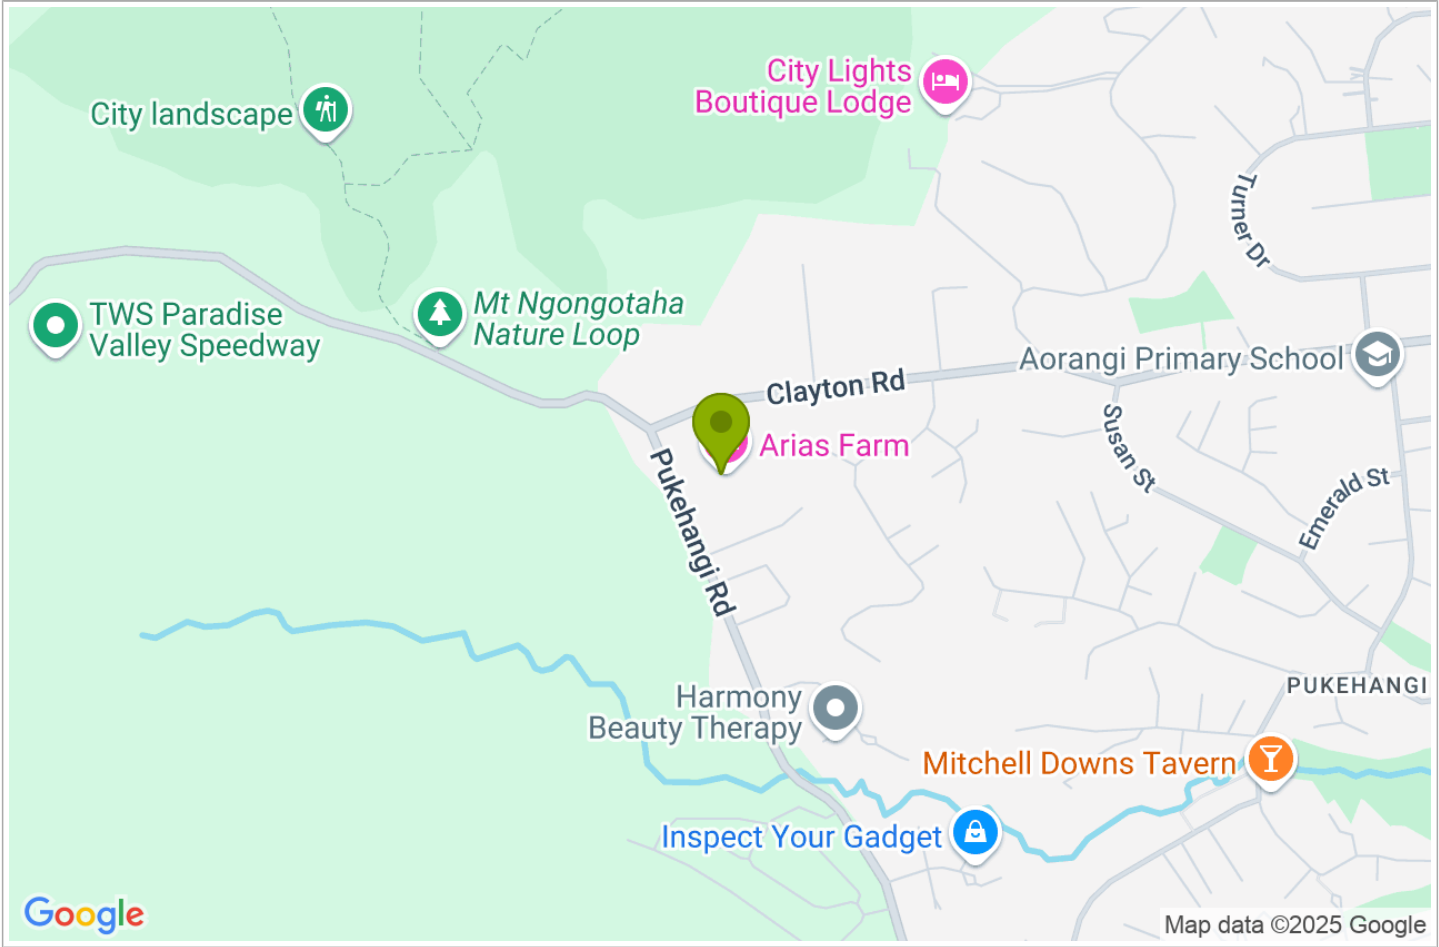 City Lights
Boutique Lodge
City landscape
Turner Dr
TWS Paradise
Valley Speedway
Mt Ngongotaha
Nature Loop
Aorangi Primary School
Clayton Rd
Arias Farm
Susan St
Emerald St
Pukehangi Rd
PUKEHANGI
Harmony
Beauty Therapy
Mitchell Downs Tavern
Inspect Your Gadget
Google
Map data ©2025 Google